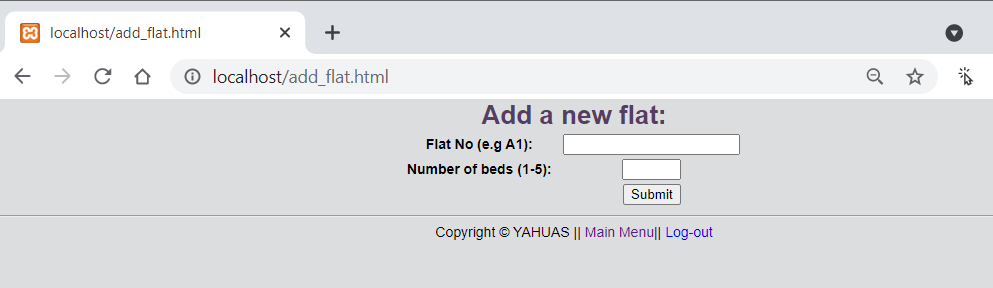 localhost/add_flat.html
localhost/add_flat.html
Add a new flat:
Flat No (e.g A1):
Number of beds (1-5):
Submit
Copyright © YAHUAS || Main Menu|| Log-out